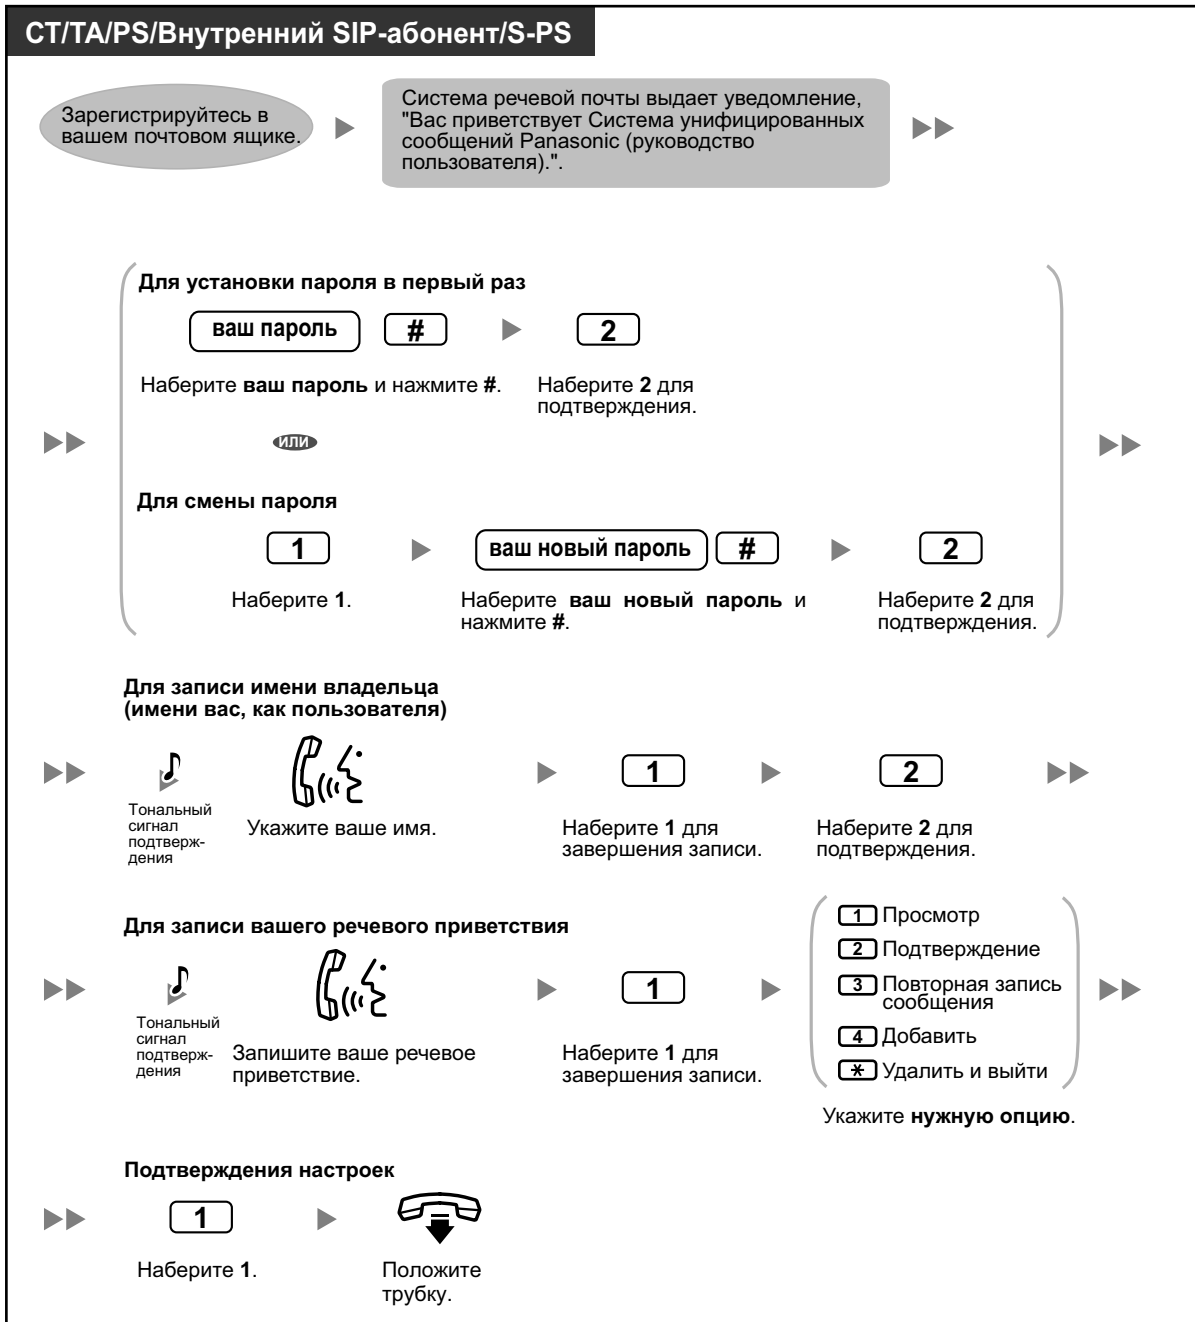 СТ/ТА/PS/Внутренний SIP-абонент/S-PS
Зарегистрируйтесь в
вашем почтовом ящике.
Система речевой почты выдает уведомление,
"Вас приветствует Система унифицированных
сообщений Panasonic (руководство
пользователя).".
Для установки пароля в первый раз
ваш пароль # 2
Наберите ваш пароль и нажмите #.
Наберите 2 для
подтверждения.
или
Для смены пароля
1 ваш новый пароль # 2
Наберите 1.
Наберите ваш новый пароль и
нажмите #.
Наберите 2 для
подтверждения.
Для записи имени владельца
(имени вас, как пользователя)
1 2
Тональный
сигнал
подтверж-
дения
Укажите ваше имя.
Наберите 1 для
завершения записи.
Наберите 2 для
подтверждения.
Для записи вашего речевого приветствия
1
Тональный
сигнал
подтверж-
дения
Запишите ваше речевое
приветствие.
Наберите 1 для
завершения записи.
1 Просмотр
2 Подтверждение
3 Повторная запись
сообщения
4 Добавить
* Удалить и выйти
Укажите нужную опцию.
Подтверждения настроек
1
Наберите 1.
Положите
трубку.